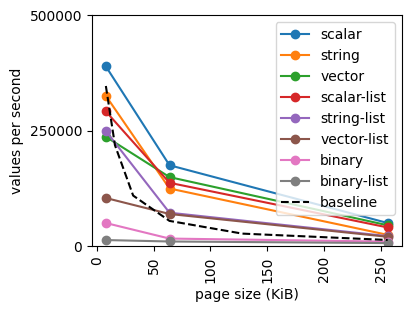 500000
250000
0
values per second
0
50
100
150
200
250
page size (KiB)
scalar
string
vector
scalar-list
string-list
vector-list
binary
binary-list
baseline